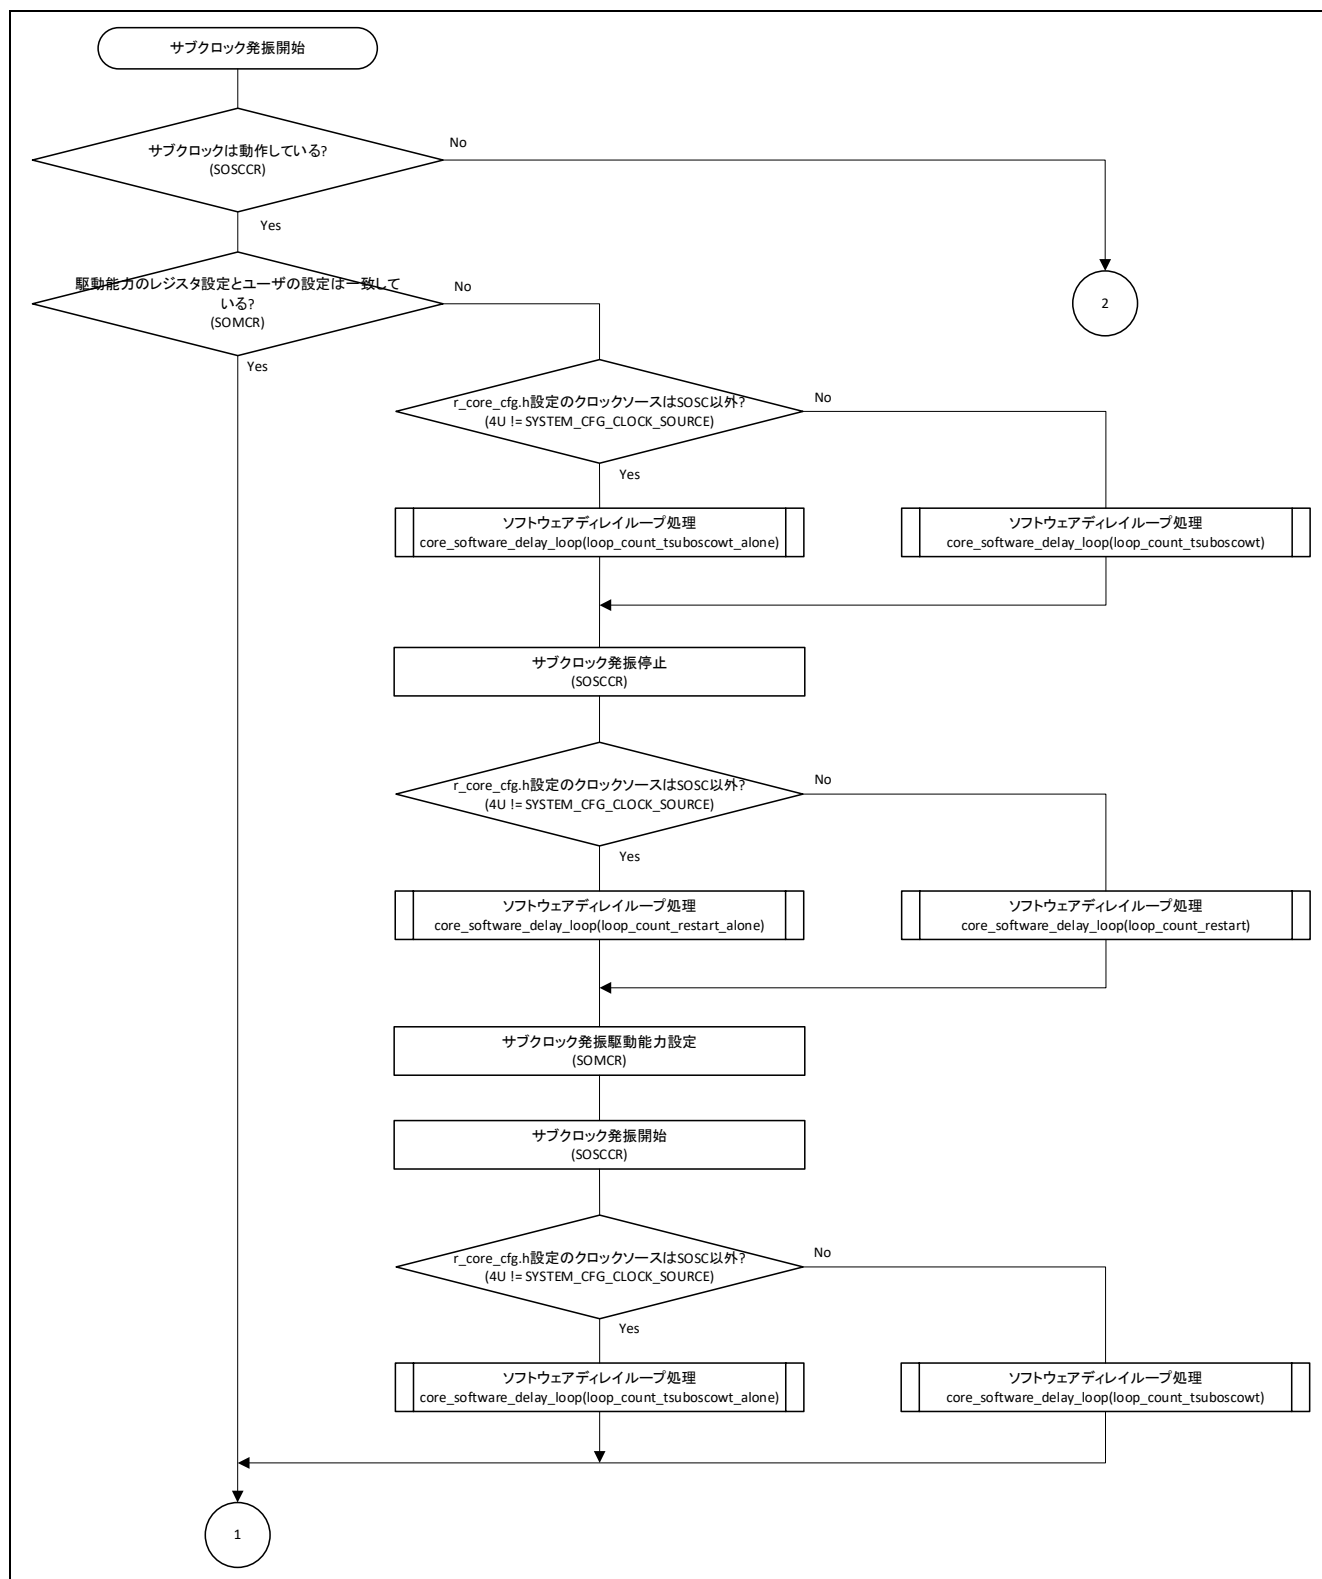 サブクロック発振開始
サブクロックは動作している?
(SOSCCR)
No
Yes
駆動能力のレジスタ設定とユーザの設定は一致して
いる?
(SOMCR)
No
2
Yes
r_core_cfg.h設定のクロックソースはSOSC以外?
(4U != SYSTEM_CFG_CLOCK_SOURCE)
No
Yes
ソフトウェアディレイループ処理
core_software_delay_loop(loop_count_tsuboscowt_alone)
ソフトウェアディレイループ処理
core_software_delay_loop(loop_count_tsuboscowt)
サブクロック発振停止
(SOSCCR)
r_core_cfg.h設定のクロックソースはSOSC以外?
(4U != SYSTEM_CFG_CLOCK_SOURCE)
No
Yes
ソフトウェアディレイループ処理
core_software_delay_loop(loop_count_restart_alone)
ソフトウェアディレイループ処理
core_software_delay_loop(loop_count_restart)
サブクロック発振駆動能力設定
(SOMCR)
サブクロック発振開始
(SOSCCR)
r_core_cfg.h設定のクロックソースはSOSC以外?
(4U != SYSTEM_CFG_CLOCK_SOURCE)
No
Yes
ソフトウェアディレイループ処理
core_software_delay_loop(loop_count_tsuboscowt_alone)
ソフトウェアディレイループ処理
core_software_delay_loop(loop_count_tsuboscowt)
1